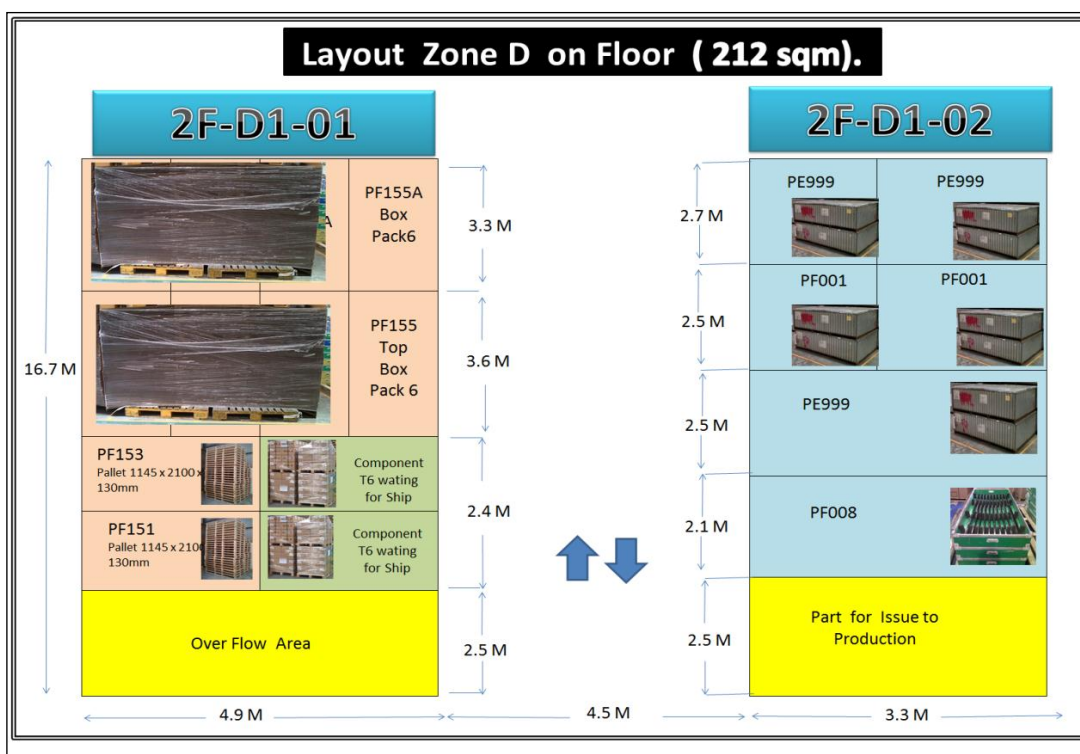 Layout Zone D on Floor ( 212 sqm).
2F-D1-01
2F-D1-02
PF155A
Box
Pack6
A
3.3 M
PF155
Top
Box
Pack 6
3.6 M
16.7 M
PF153
Pallet 1145 x 2100 x
130mm
Component
T6 wating
for Ship
2.4 M
PF151
Pallet 1145 x 2100
130mm
Component
T6 wating
for Ship
Over Flow Area
2.5 M
4.9 M
4.5 M
2.7 M
PE999
PE999
2.5 M
PF001
PF001
2.5 M
PE999
2.1 M
PF008
2.5 M
Part for Issue to
Production
3.3 M